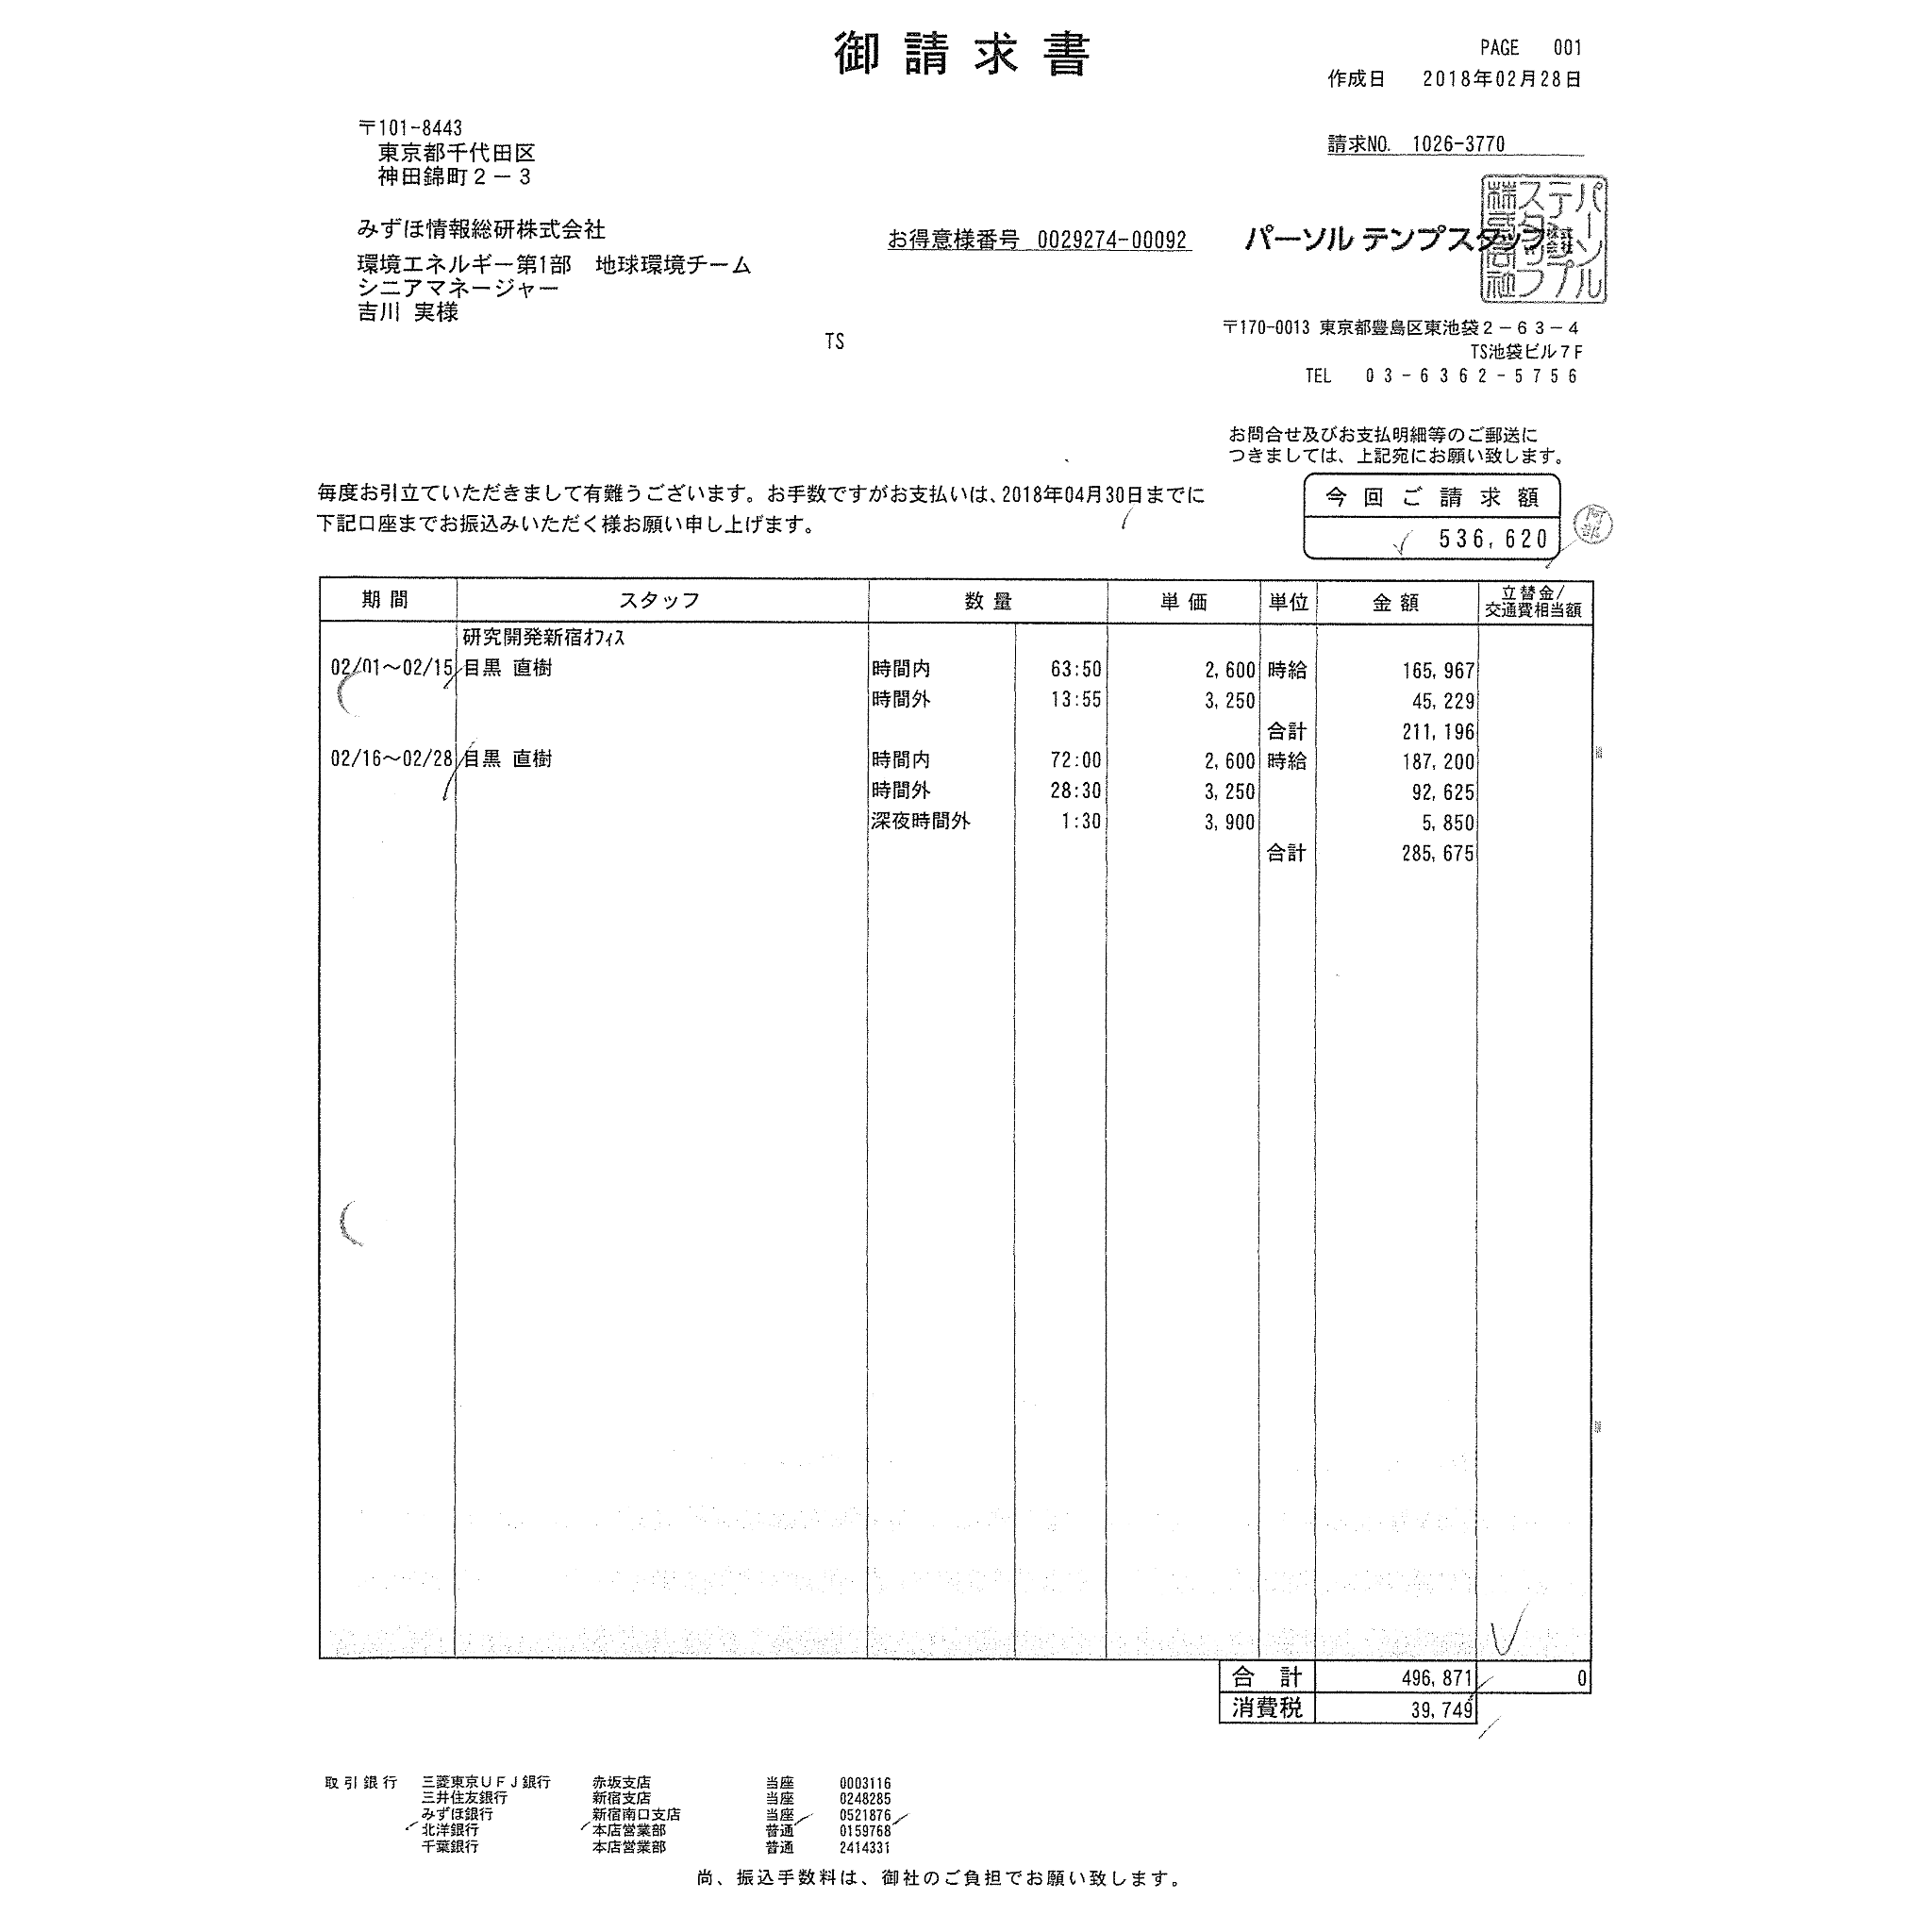 御請求書
PAGE 001
作成日 2018年02月28日
〒101-8443
東京都千代田区
神田錦町2－3
請求NO. 1026-3770
みずほ情報総研株式会社
お得意様番号 0029274-00092
パーソル テンプスタッフ
パーソルテンプスタッフ株式会社
環境エネルギー第1部 地球環境チーム
シニアマネージャー
吉川 実様
TS
〒170-0013 東京都豊島区東池袋2－63－4
TS池袋ビル7F
TEL 03-6362-5756
お問合せ及びお支払明細等のご郵送に
つきましては、上記宛にお願い致します。
毎度お引立ていただきまして有難うございます。お手数ですがお支払いは、2018年04月30日までに
下記口座までお振込みいただく様お願い申し上げます。
今回ご請求額
536,620
阿部
期間 スタッフ 数量 単価 単位 金額 立替金/交通費相当額
研究開発新宿ｵﾌｨｽ
02/01～02/15 目黒 直樹 時間内 63:50 2,600 時給 165,967
時間外 13:55 3,250 45,229
合計 211,196
02/16～02/28 目黒 直樹 時間内 72:00 2,600 時給 187,200
時間外 28:30 3,250 92,625
深夜時間外 1:30 3,900 5,850
合計 285,675
合計 496,871 0
消費税 39,749
取引銀行 三菱東京UFJ銀行 赤坂支店 当座 0003116
三井住友銀行 新宿支店 当座 0248285
みずほ銀行 新宿南口支店 当座 0521876
北洋銀行 本店営業部 普通 0159768
千葉銀行 本店営業部 普通 2414331
尚、振込手数料は、御社のご負担でお願い致します。